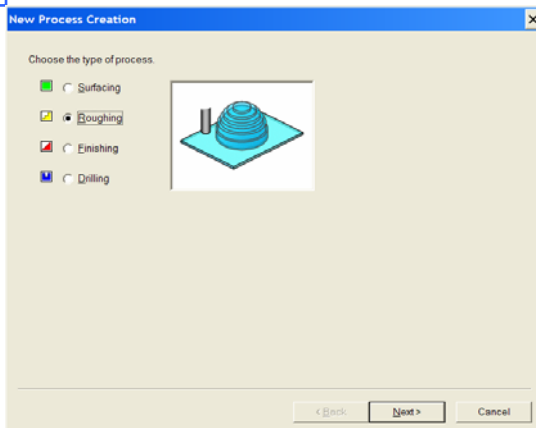 New Process Creation
Choose the type of process.
Surfacing
Roughing
Finishing
Drilling
< Back
Next >
Cancel